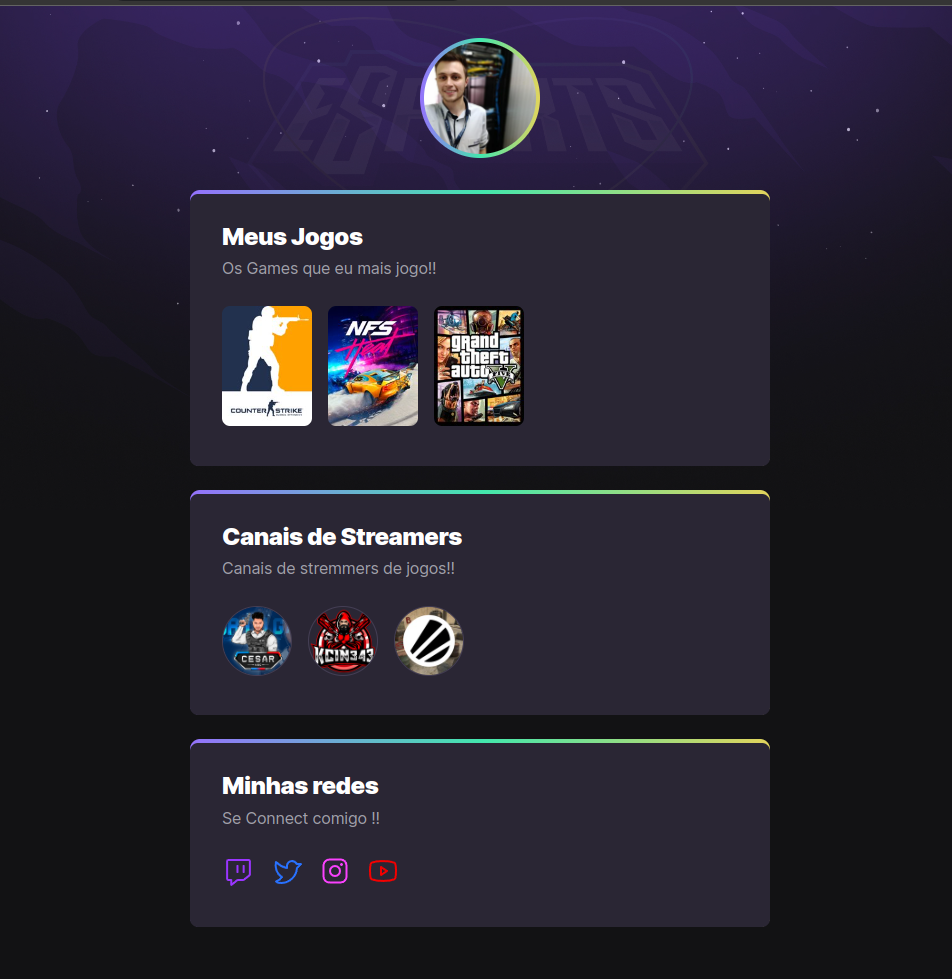 ESPORTS
Meus Jogos
Os Games que eu mais jogo!!
COUNTER STRIKE
NFS
Heat
grand
theft
auto
V
Canais de Streamers
Canais de stremmers de jogos!!
CESAR
KCIN343
Minhas redes
Se Connect comigo !!